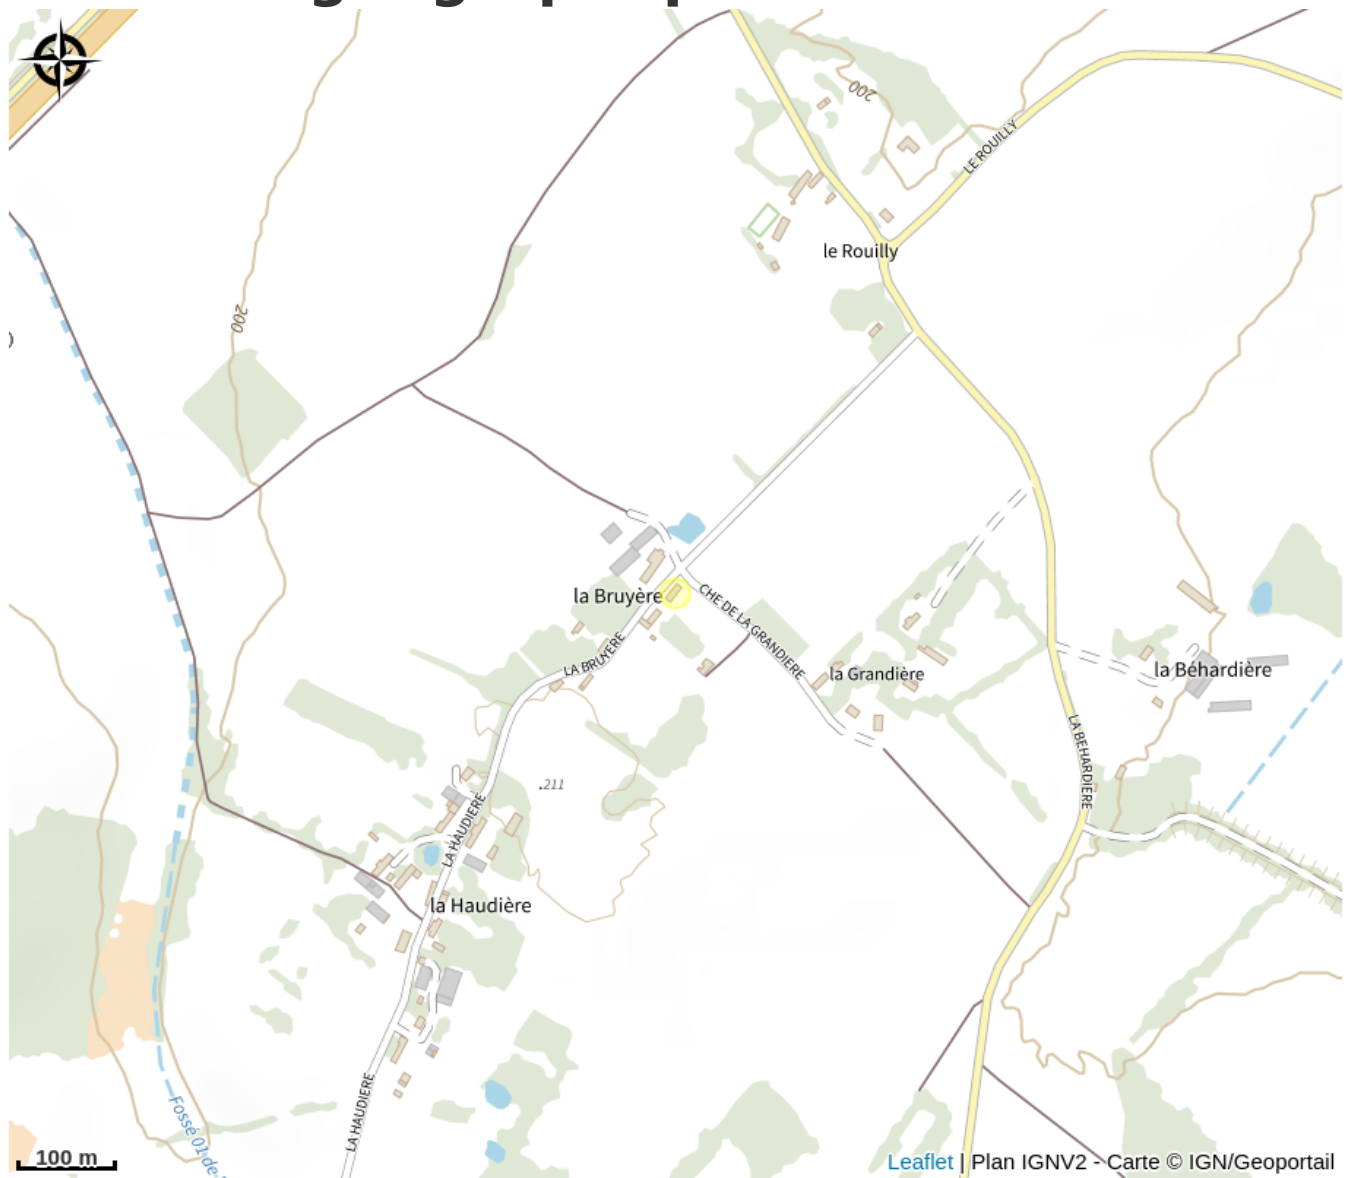 200
LE ROUILLY
le Rouilly
200
la Bruyère
CHE DE LA GRANDIERE
LA BRUYERE
la Grandière
la Béhardière
LA BEHARDIERE
.211
LA HAUDIERE
la Haudière
LA HAUDIERE
Fossé 01 de
100 m
Leaflet | Plan IGNV2 - Carte © IGN/Geoportail